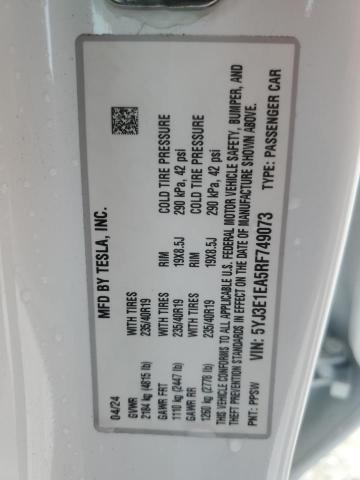 MFD BY TESLA, INC.
04/24
GVWR WITH TIRES RIM COLD TIRE PRESSURE
2184 kg (4815 lb) 235/40R19 19X8.5J 290 kPa, 42 psi
GAWR FRT WITH TIRES RIM COLD TIRE PRESSURE
1110 kg (2447 lb) 235/40R19 19X8.5J 290 kPa, 42 psi
GAWR RR
1260 kg (2778 lb) 235/40R19
THIS VEHICLE CONFORMS TO ALL APPLICABLE U.S. FEDERAL MOTOR VEHICLE SAFETY, BUMPER, AND
THEFT PREVENTION STANDARDS IN EFFECT ON THE DATE OF MANUFACTURE SHOWN ABOVE.
VIN: 5YJ3E1EA5RF749073 TYPE: PASSENGER CAR
PNT: PPSW